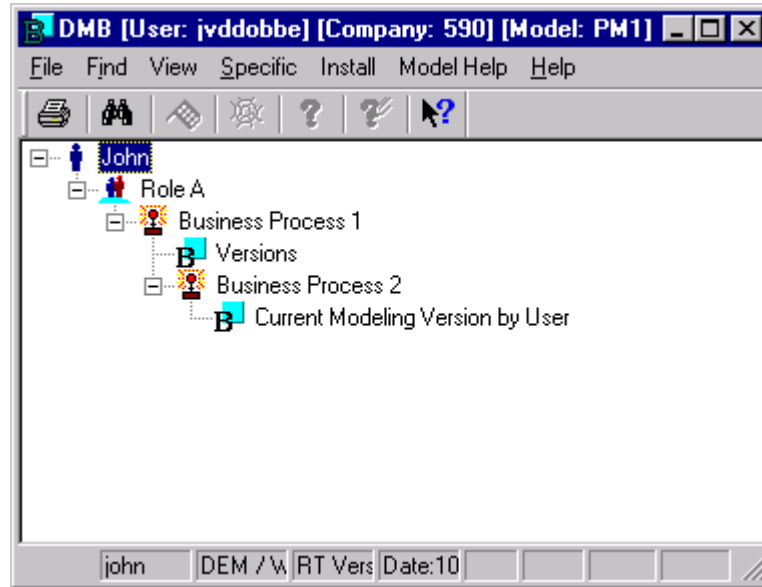 DMB [User: jvddobbe] [Company: 590] [Model: PM1]
File Find View Specific Install Model Help Help
John
Role A
Business Process 1
B Versions
Business Process 2
B Current Modeling Version by User
john DEM / W RT Vers Date:10